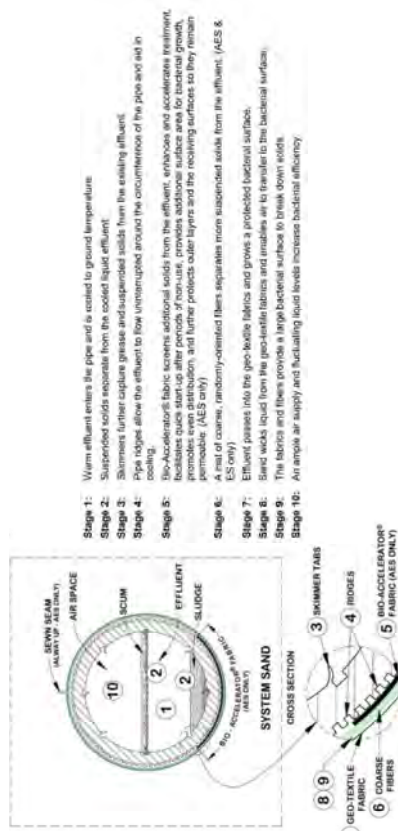 Stage 1: Warm effluent enters the pipe and is cooled to ground temperature.
Stage 2: Suspended solids separate from the cooled liquid effluent.
Stage 3: Skimmers further capture grease and suspended solids from the existing effluent.
Stage 4: Pipe ridges allow the effluent to flow uninterrupted around the circumference of the pipe and aid in
cooling.
Stage 5: Bio-Accelerator® fabric screens additional solids from the effluent, enhances and accelerates treatment,
facilitates quick start-up after periods of non-use, provides additional surface area for bacterial growth,
promotes even distribution, and further protects outer layers and the receiving surfaces so they remain
permeable. (AES only)
Stage 6: A mat of coarse, randomly-oriented fibers separates more suspended solids from the effluent. (AES &
ES only)
Stage 7: Effluent passes into the geo-textile fabrics and grows a protected bacterial surface.
Stage 8: Sand wicks liquid from the geo-textile fabrics and enables air to transfer to the bacterial surface.
Stage 9: The fabrics and fibers provide a large bacterial surface to break down solids.
Stage 10: An ample air supply and fluctuating liquid levels increase bacterial efficiency.
SEWN SEAM
(ALWAY UP - AES ONLY)
AIR SPACE
SCUM
EFFLUENT
SLUDGE
10
2
1
2
BIO - ACCELERATOR® FABRIC
(AES ONLY)
SYSTEM SAND
CROSS SECTION
3 SKIMMER TABS
4 RIDGES
5 BIO-ACCELERATOR®
FABRIC (AES ONLY)
8 9
GEO-TEXTILE
FABRIC
6 COARSE
FIBERS